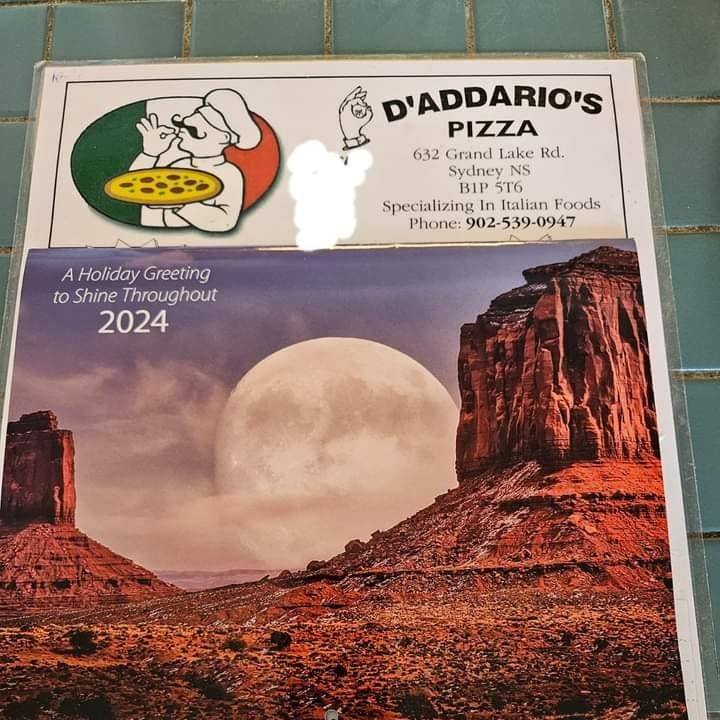 D'ADDARIO'S
PIZZA
632 Grand Lake Rd.
Sydney NS
B1P 5T6
Specializing In Italian Foods
Phone: 902-539-0947
A Holiday Greeting
to Shine Throughout
2024